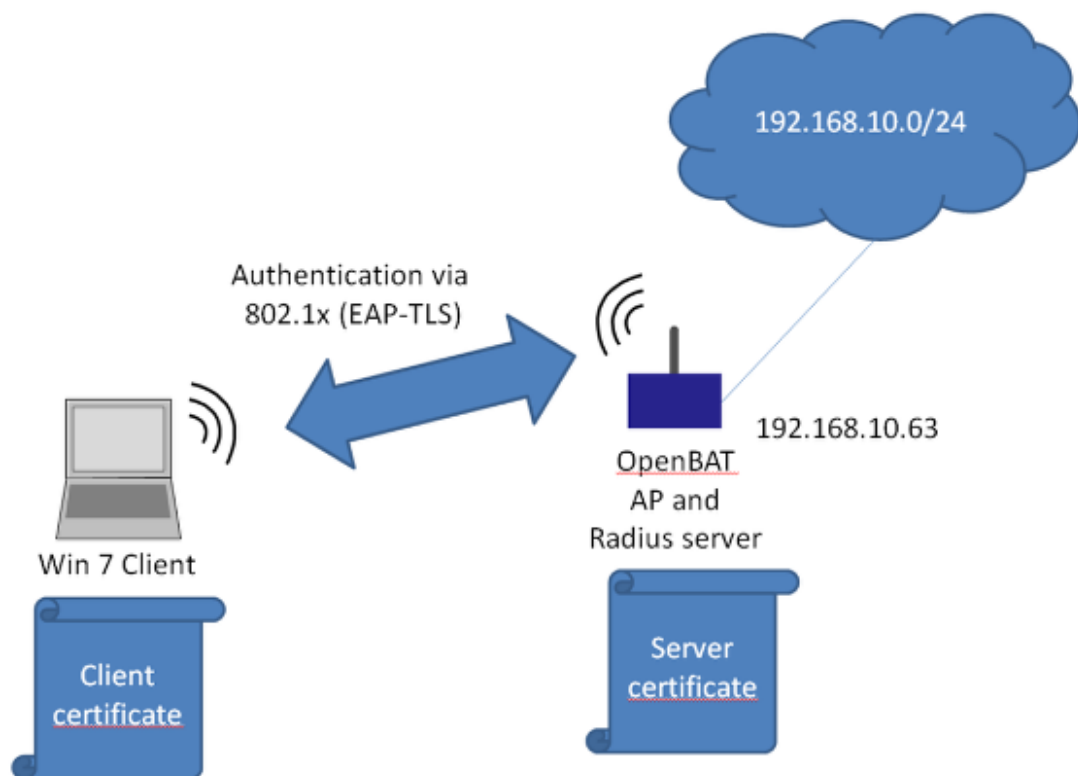 192.168.10.0/24
Authentication via
802.1x (EAP-TLS)
192.168.10.63
OpenBAT
AP and
Radius server
Win 7 Client
Client
certificate
Server
certificate